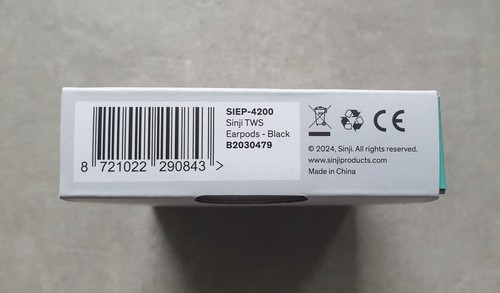 SIEP-4200
Sinji TWS
Earpods - Black
B2030479
8 721022 290843 >
CE
© 2024, Sinji. All rights reserved.
www.sinjiproducts.com
Made in China